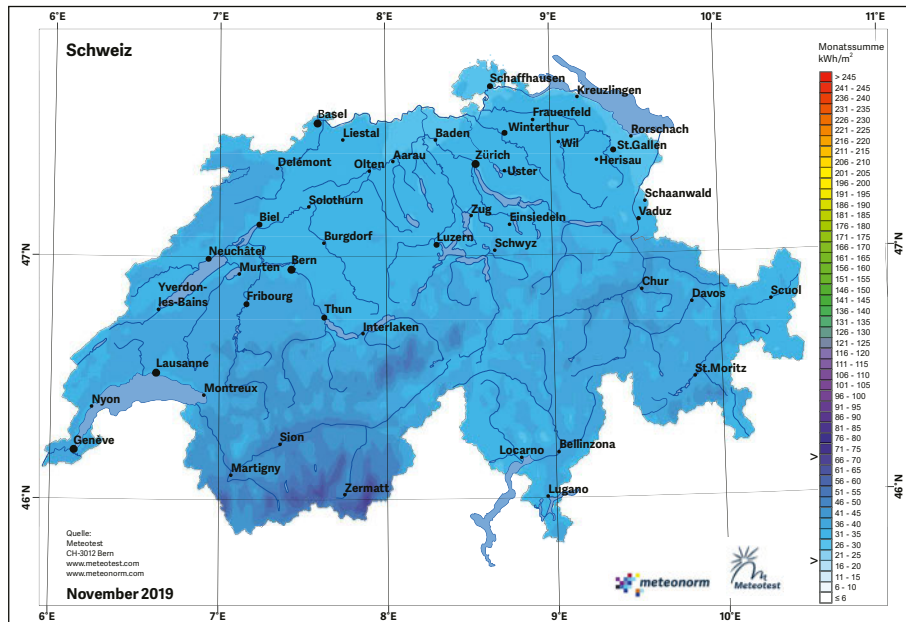 6°E 7°E 8°E 9°E 10°E 11°E
Schweiz
Monatssumme
kWh/m²
> 245
241 - 245
236 - 240
231 - 235
226 - 230
221 - 225
216 - 220
211 - 215
206 - 210
201 - 205
196 - 200
191 - 195
186 - 190
181 - 185
176 - 180
171 - 175
166 - 170
161 - 165
156 - 160
151 - 155
146 - 150
141 - 145
136 - 140
131 - 135
126 - 130
121 - 125
116 - 120
111 - 115
106 - 110
101 - 105
96 - 100
91 - 95
86 - 90
81 - 85
76 - 80
71 - 75
66 - 70
61 - 65
56 - 60
51 - 55
46 - 50
41 - 45
36 - 40
31 - 35
26 - 30
21 - 25
16 - 20
11 - 15
6 - 10
≤ 6
>
>
Schaffhausen
Kreuzlingen
Basel
Frauenfeld
Liestal
Baden
Winterthur
Rorschach
Wil
St.Gallen
Delémont
Olten
Aarau
Zürich
Uster
Herisau
Solothurn
Schaanwald
Biel
Zug
Einsiedeln
Vaduz
Burgdorf
Luzern
Schwyz
47°N
47°N
Neuchâtel
Bern
Murten
Yverdon-
les-Bains
Fribourg
Chur
Davos
Scuol
Thun
Interlaken
Lausanne
Montreux
St.Moritz
Nyon
Genève
Sion
Locarno
Bellinzona
Martigny
Zermatt
Lugano
46°N
46°N
Quelle:
Meteotest
CH-3012 Bern
www.meteotest.com
www.meteonorm.com
meteonorm
Meteotest
November 2019
6°E 7°E 8°E 9°E 10°E